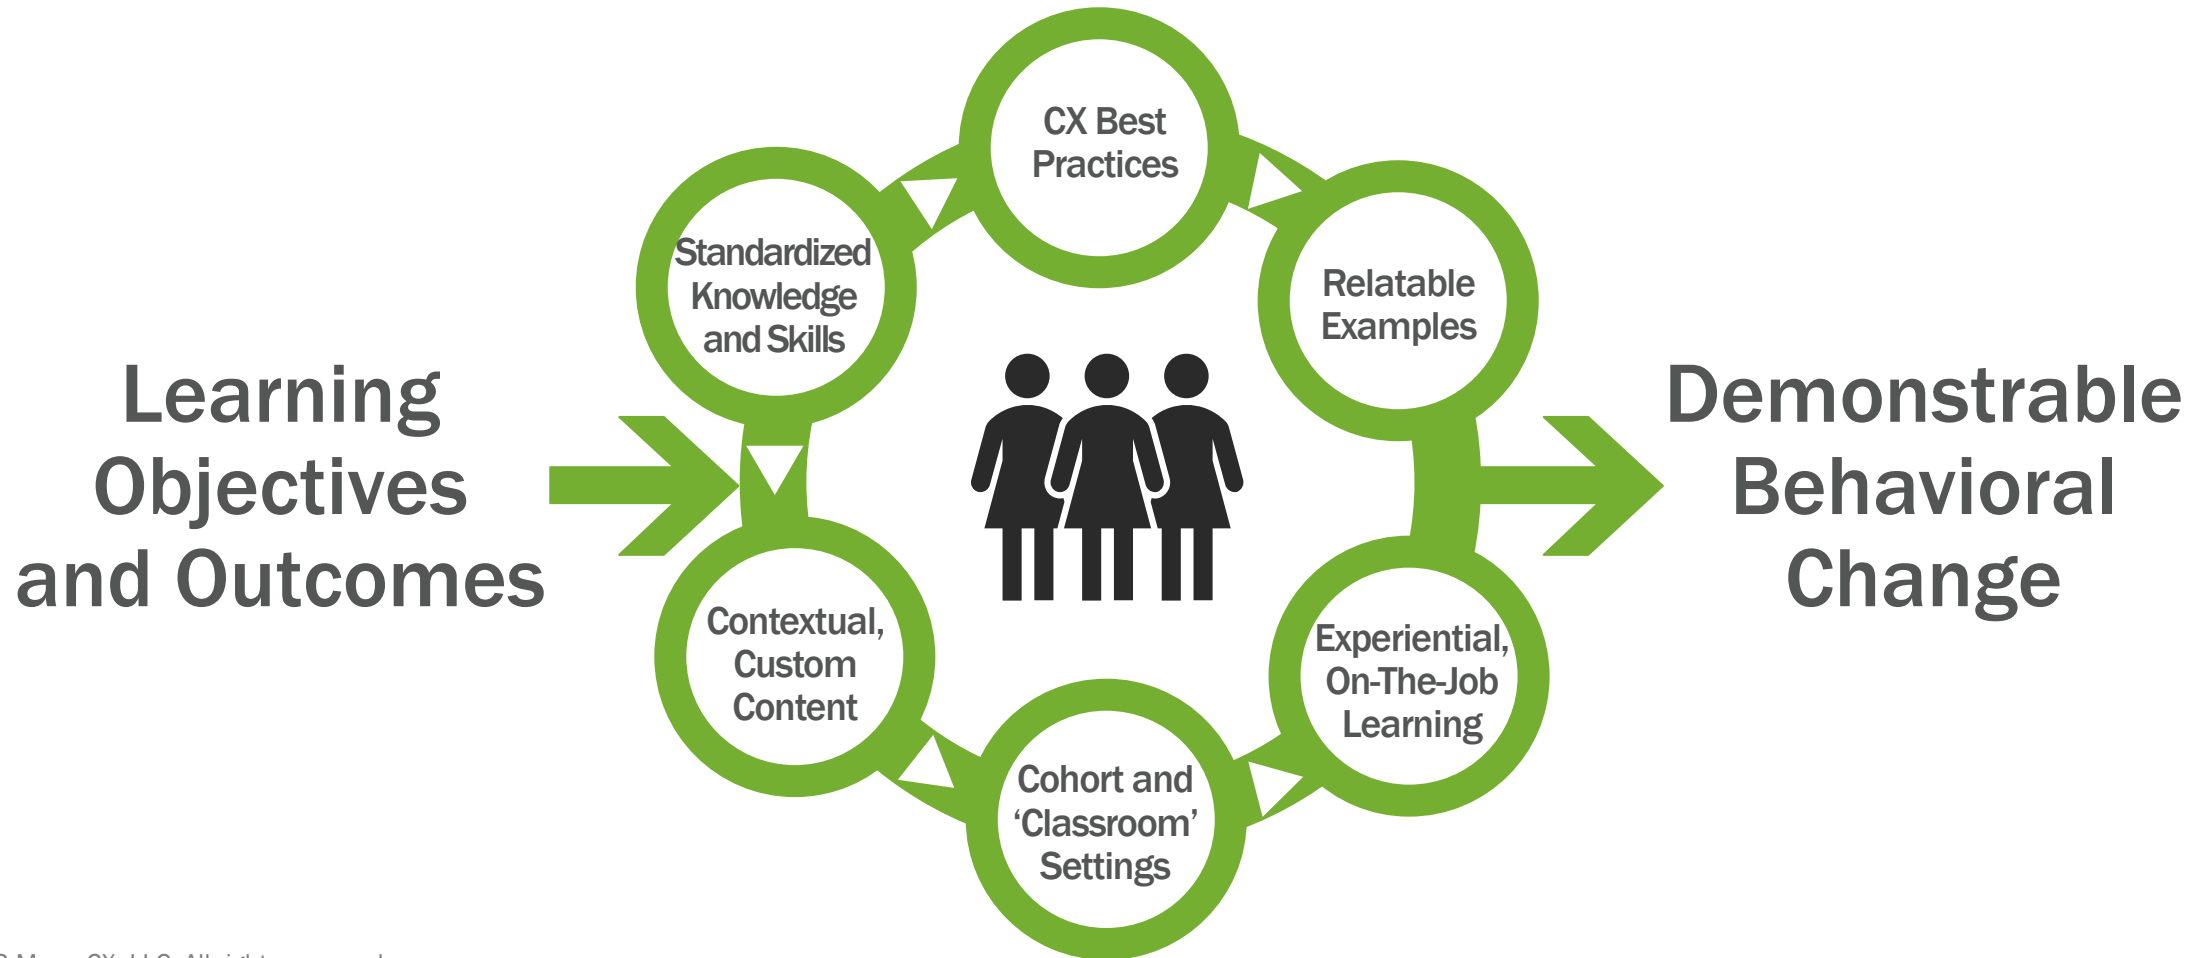 CX Best
Practices
Standardized
Knowledge
and Skills
Relatable
Examples
Learning
Objectives
and Outcomes
Demonstrable
Behavioral
Change
Contextual,
Custom
Content
Experiential,
On-The-Job
Learning
Cohort and
‘Classroom’
Settings